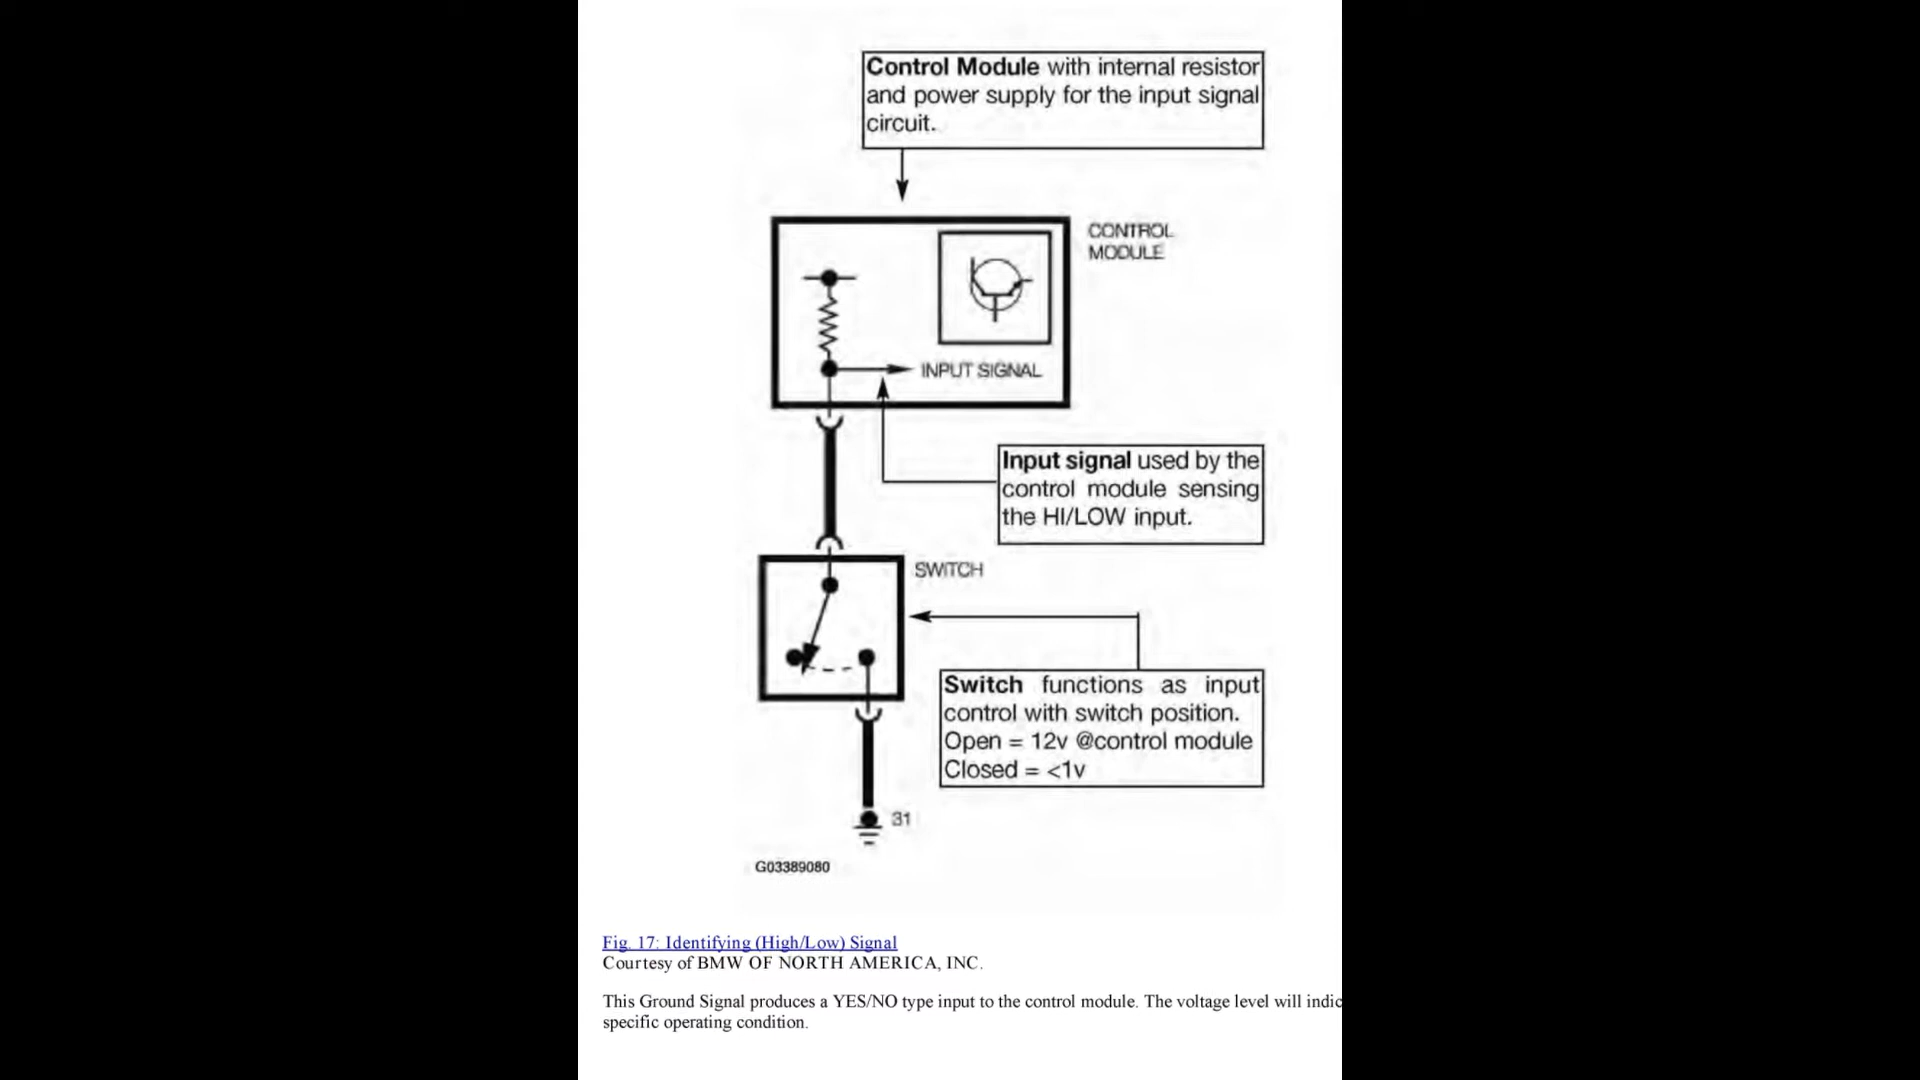 Control Module with internal resistor
and power supply for the input signal
circuit.
CONTROL
MODULE
INPUT SIGNAL
Input signal used by the
control module sensing
the HI/LOW input.
SWITCH
Switch functions as input
control with switch position.
Open = 12v @control module
Closed = <1v
31
G03389080
Fig. 17: Identifying (High/Low) Signal
Courtesy of BMW OF NORTH AMERICA, INC.
This Ground Signal produces a YES/NO type input to the control module. The voltage level will indic
specific operating condition.